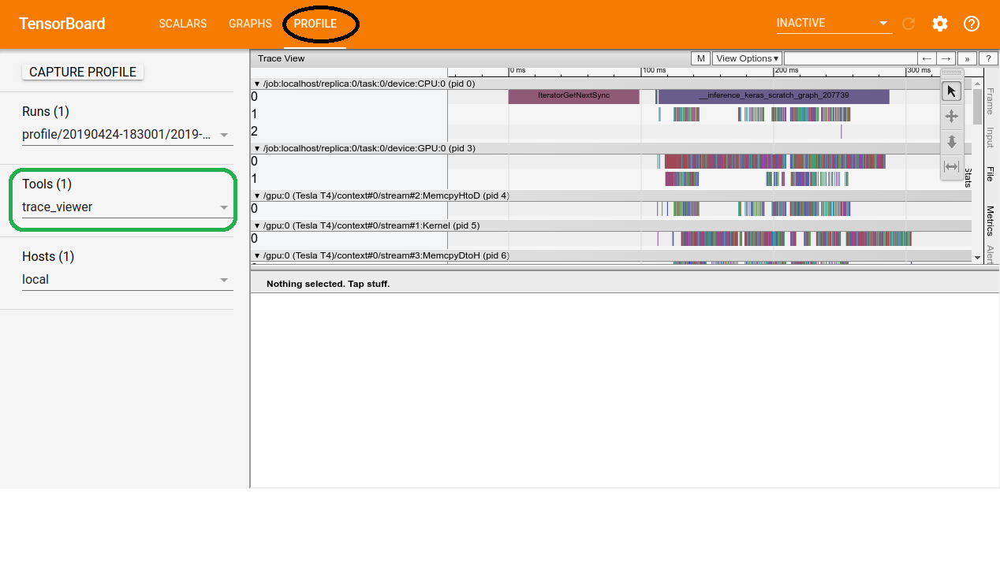 TensorBoard SCALARS GRAPHS PROFILE INACTIVE
CAPTURE PROFILE
Runs (1)
profile/20190424-183001/2019-...
Tools (1)
trace_viewer
Hosts (1)
local
Trace View M View Options▾ ← → » ?
0 ms 100 ms 200 ms 300 ms
▼ /job:localhost/replica:0/task:0/device:CPU:0 (pid 0)
0 IteratorGetNextSync __inference_keras_scratch_graph_207739
1
2
▼ /job:localhost/replica:0/task:0/device:GPU:0 (pid 3)
0
1
▼ /gpu:0 (Tesla T4)/context#0/stream#2:MemcpyHtoD (pid 4)
0
▼ /gpu:0 (Tesla T4)/context#0/stream#1:Kernel (pid 5)
0
▼ /gpu:0 (Tesla T4)/context#0/stream#3:MemcpyDtoH (pid 6)
Frame
Input
File
Stats
Metrics
Alert
Nothing selected. Tap stuff.